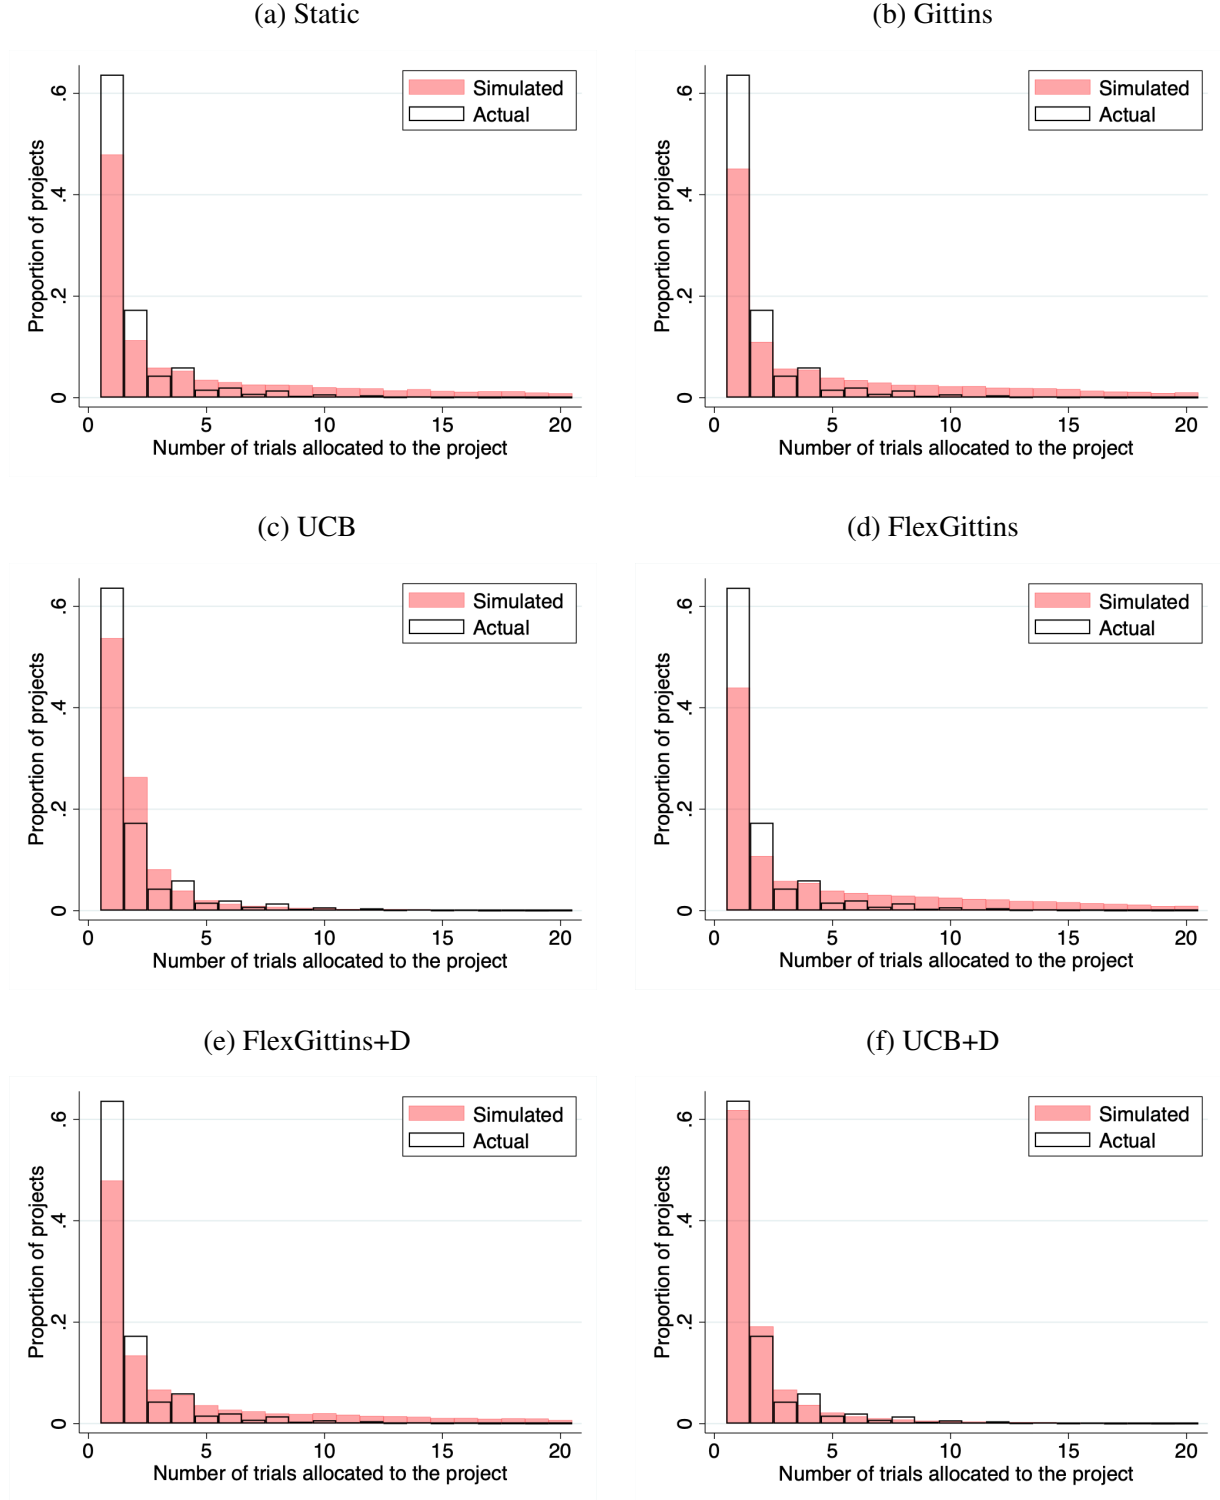 (a) Static
Proportion of projects
.6
.4
.2
0
Simulated
Actual
0 5 10 15 20
Number of trials allocated to the project
(b) Gittins
Proportion of projects
.6
.4
.2
0
Simulated
Actual
0 5 10 15 20
Number of trials allocated to the project
(c) UCB
Proportion of projects
.6
.4
.2
0
Simulated
Actual
0 5 10 15 20
Number of trials allocated to the project
(d) FlexGittins
Proportion of projects
.6
.4
.2
0
Simulated
Actual
0 5 10 15 20
Number of trials allocated to the project
(e) FlexGittins+D
Proportion of projects
.6
.4
.2
0
Simulated
Actual
0 5 10 15 20
Number of trials allocated to the project
(f) UCB+D
Proportion of projects
.6
.4
.2
0
Simulated
Actual
0 5 10 15 20
Number of trials allocated to the project